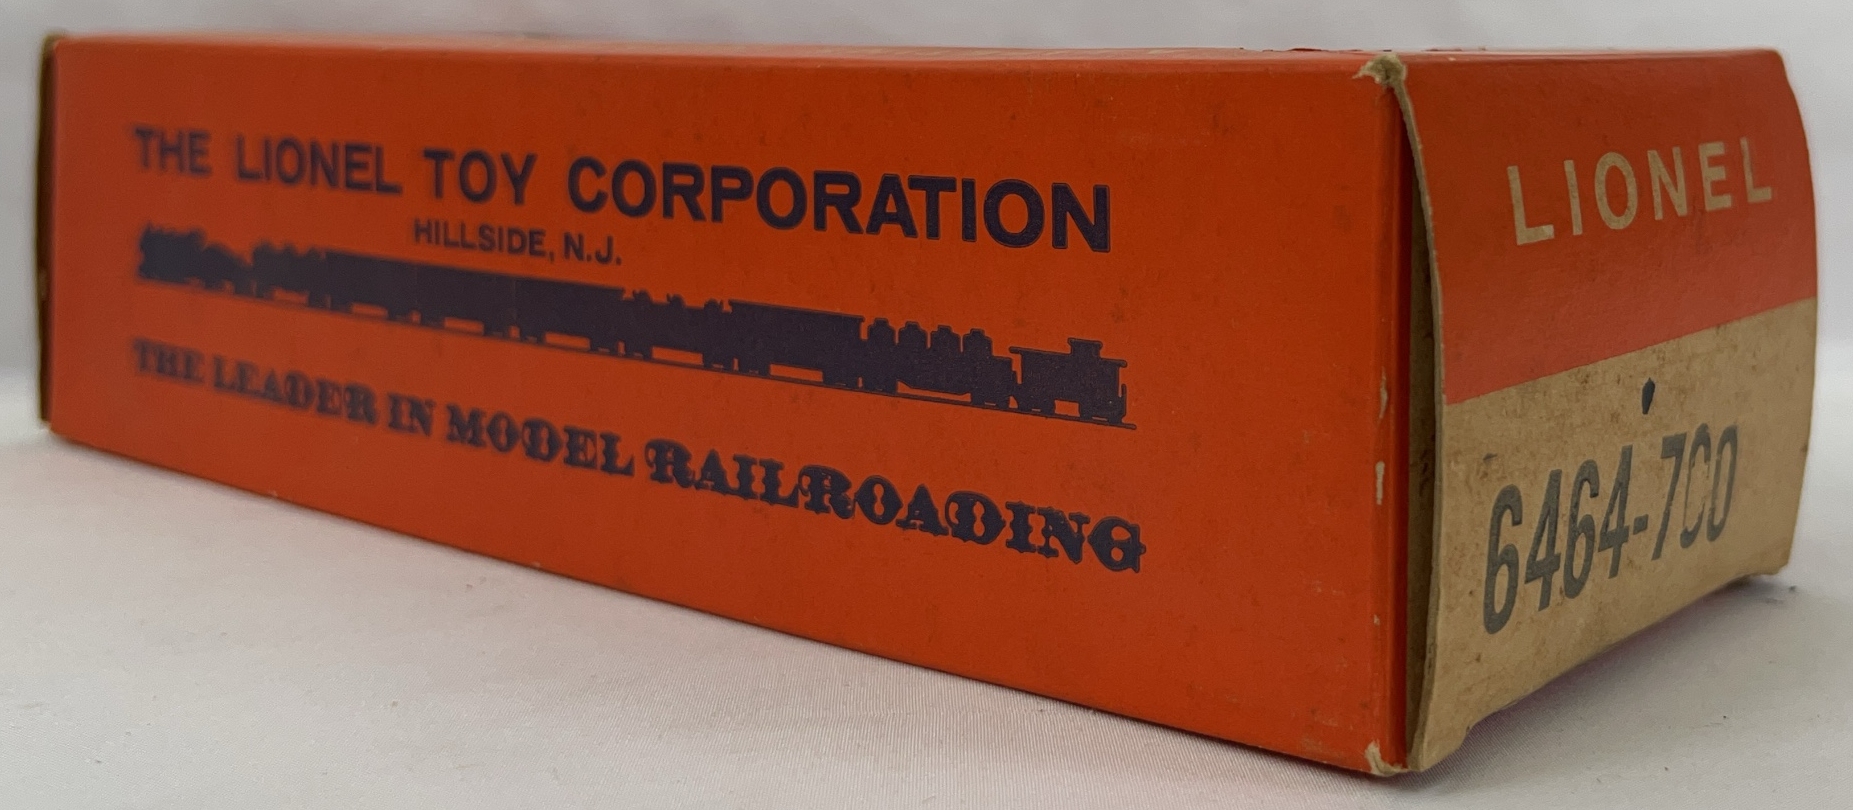 THE LIONEL TOY CORPORATION
HILLSIDE, N.J.
THE LEADER IN MODEL RAILROADING
LIONEL
6464-700